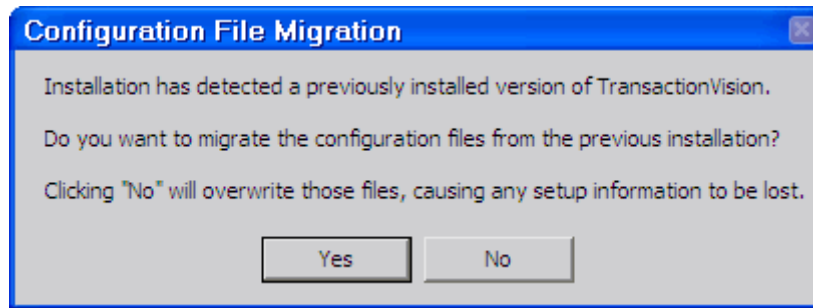 Configuration File Migration
Installation has detected a previously installed version of TransactionVision.
Do you want to migrate the configuration files from the previous installation?
Clicking "No" will overwrite those files, causing any setup information to be lost.
Yes No